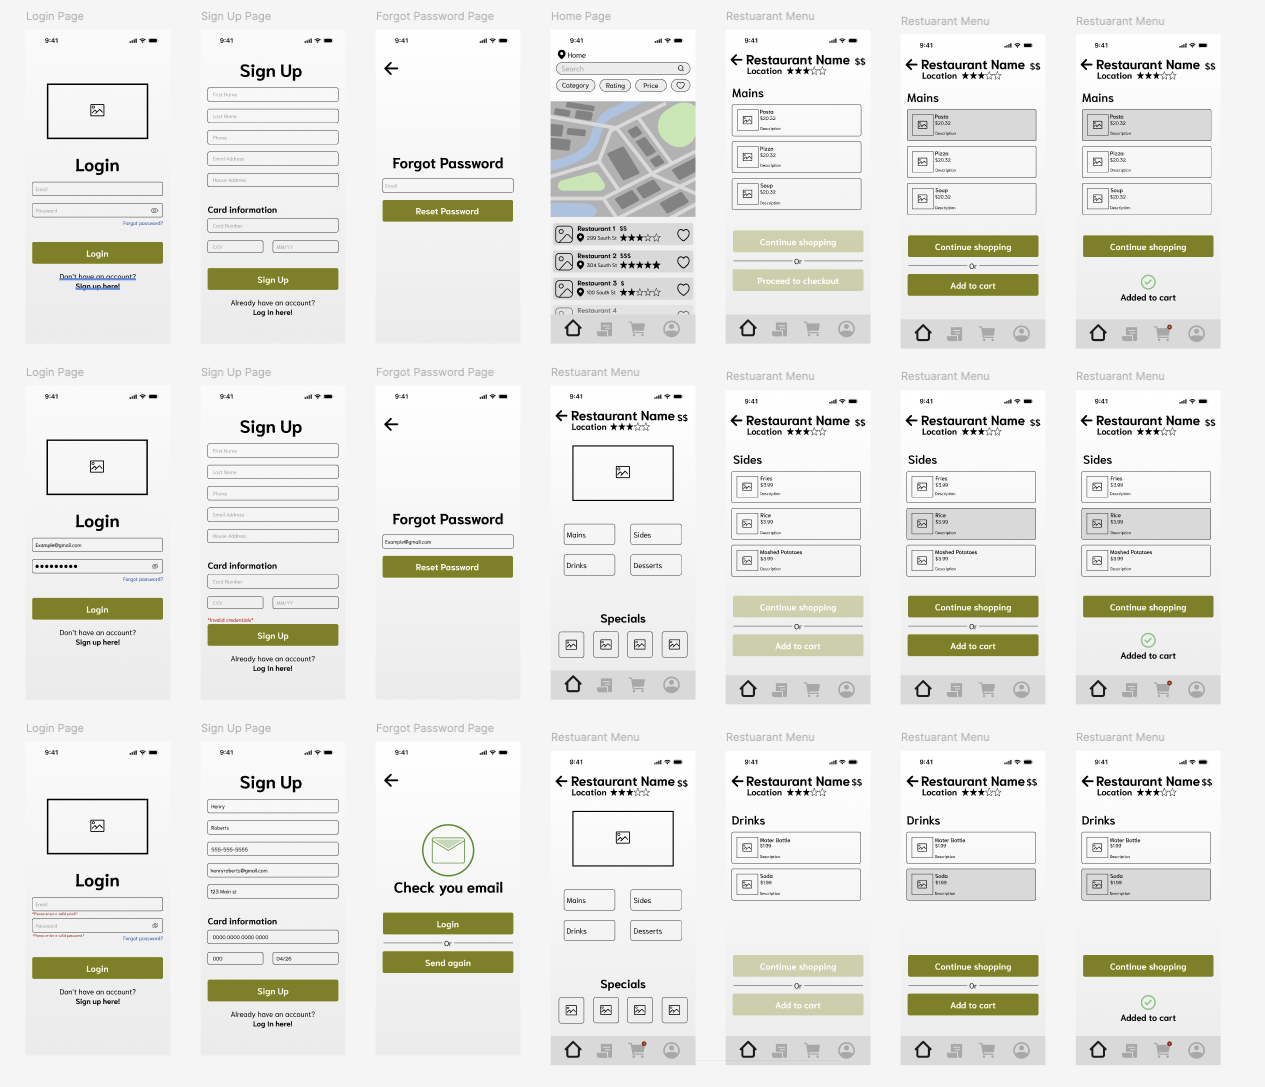 Login Page
9:41
Login
Email
Password
Forgot password?
Login
Don't have an account?
Sign up here!
Sign Up Page
9:41
Sign Up
First Name
Last Name
Phone
Email Address
House Address
Card information
Card Number
CVV
MM/YY
Sign Up
Already have an account?
Log In here!
Forgot Password Page
9:41
Forgot Password
Email
Reset Password
Home Page
9:41
Home
Search
Category
Rating
Price
Restaurant 1 $$
299 South St
Restaurant 2 $$$
304 South St
Restaurant 3 $
100 South St
Restaurant 4
Restuarant Menu
9:41
Restaurant Name $$
Location
Mains
Pasta
$20.32
Description
Pizza
$20.32
Description
Soup
$20.32
Description
Continue shopping
Or
Proceed to checkout
Restuarant Menu
9:41
Restaurant Name $$
Location
Mains
Pasta
$20.32
Description
Pizza
$20.32
Description
Soup
$20.32
Description
Continue shopping
Or
Add to cart
Restuarant Menu
9:41
Restaurant Name $$
Location
Mains
Pasta
$20.32
Description
Pizza
$20.32
Description
Soup
$20.32
Description
Continue shopping
Added to cart
Login Page
9:41
Login
Example@gmail.com
Forgot password?
Login
Don't have an account?
Sign up here!
Sign Up Page
9:41
Sign Up
First Name
Last Name
Phone
Email Address
House Address
Card information
Card Number
CVV
MM/YY
*Invalid credentials*
Sign Up
Already have an account?
Log In here!
Forgot Password Page
9:41
Forgot Password
Example@gmail.com
Reset Password
Restuarant Menu
9:41
Restaurant Name $$
Location
Mains
Sides
Drinks
Desserts
Specials
Restuarant Menu
9:41
Restaurant Name $$
Location
Sides
Fries
$3.99
Description
Rice
$3.99
Description
Mashed Potatoes
$3.99
Description
Continue shopping
Or
Add to cart
Restuarant Menu
9:41
Restaurant Name $$
Location
Sides
Fries
$3.99
Description
Rice
$3.99
Description
Mashed Potatoes
$3.99
Description
Continue shopping
Or
Add to cart
Restuarant Menu
9:41
Restaurant Name $$
Location
Sides
Fries
$3.99
Description
Rice
$3.99
Description
Mashed Potatoes
$3.99
Description
Continue shopping
Added to cart
Login Page
9:41
Login
Email
*Please enter a valid email*
Password
*Please enter a valid password*
Forgot password?
Login
Don't have an account?
Sign up here!
Sign Up Page
9:41
Sign Up
Henry
Roberts
555-555-5555
henryroberts@gmail.com
123 Main st
Card information
0000 0000 0000 0000
000
04/26
Sign Up
Already have an account?
Log In here!
Forgot Password Page
9:41
Check you email
Login
Or
Send again
Restuarant Menu
9:41
Restaurant Name $$
Location
Mains
Sides
Drinks
Desserts
Specials
Restuarant Menu
9:41
Restaurant Name $$
Location
Drinks
Water Bottle
$1.99
Description
Soda
$1.99
Description
Continue shopping
Or
Add to cart
Restuarant Menu
9:41
Restaurant Name $$
Location
Drinks
Water Bottle
$1.99
Description
Soda
$1.99
Description
Continue shopping
Or
Add to cart
Restuarant Menu
9:41
Restaurant Name $$
Location
Drinks
Water Bottle
$1.99
Description
Soda
$1.99
Description
Continue shopping
Added to cart